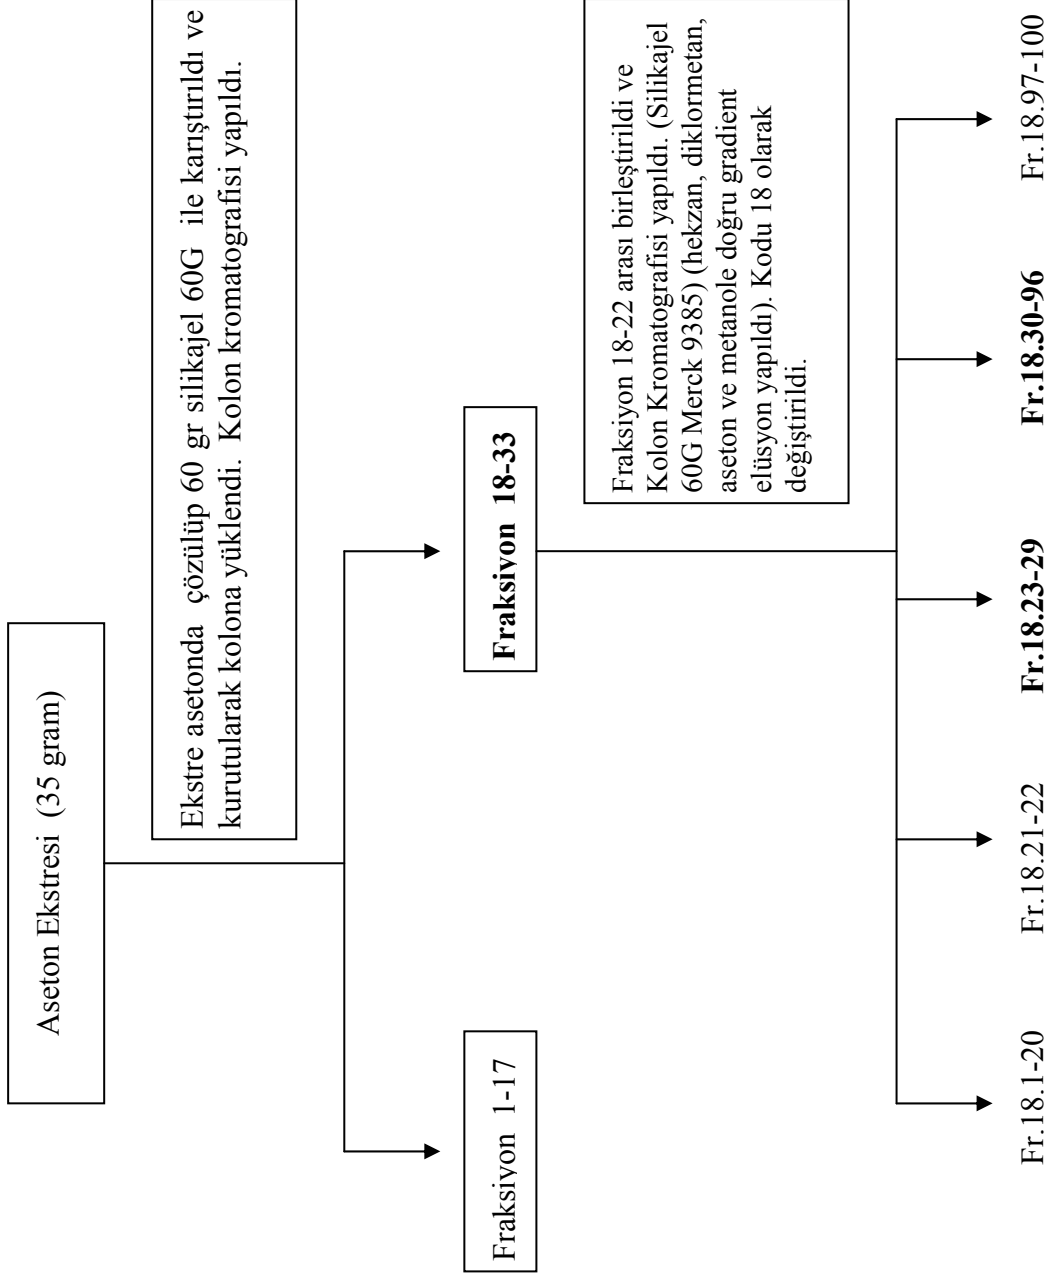 Aseton Ekstresi (35 gram)
Ekstre asetonda çözülüp 60 gr silikajel 60G ile karıştırıldı ve
kurutularak kolona yüklendi. Kolon kromatografisi yapıldı.
Fraksiyon 1-17
Fraksiyon 18-33
Fraksiyon 18-22 arası birleştirildi ve
Kolon Kromatografisi yapıldı. (Silikajel
60G Merck 9385) (hekzan, diklormetan,
aseton ve metanole doğru gradient
elüsyon yapıldı). Kodu 18 olarak
değiştirildi.
Fr.18.1-20
Fr.18.21-22
Fr.18.23-29
Fr.18.30-96
Fr.18.97-100